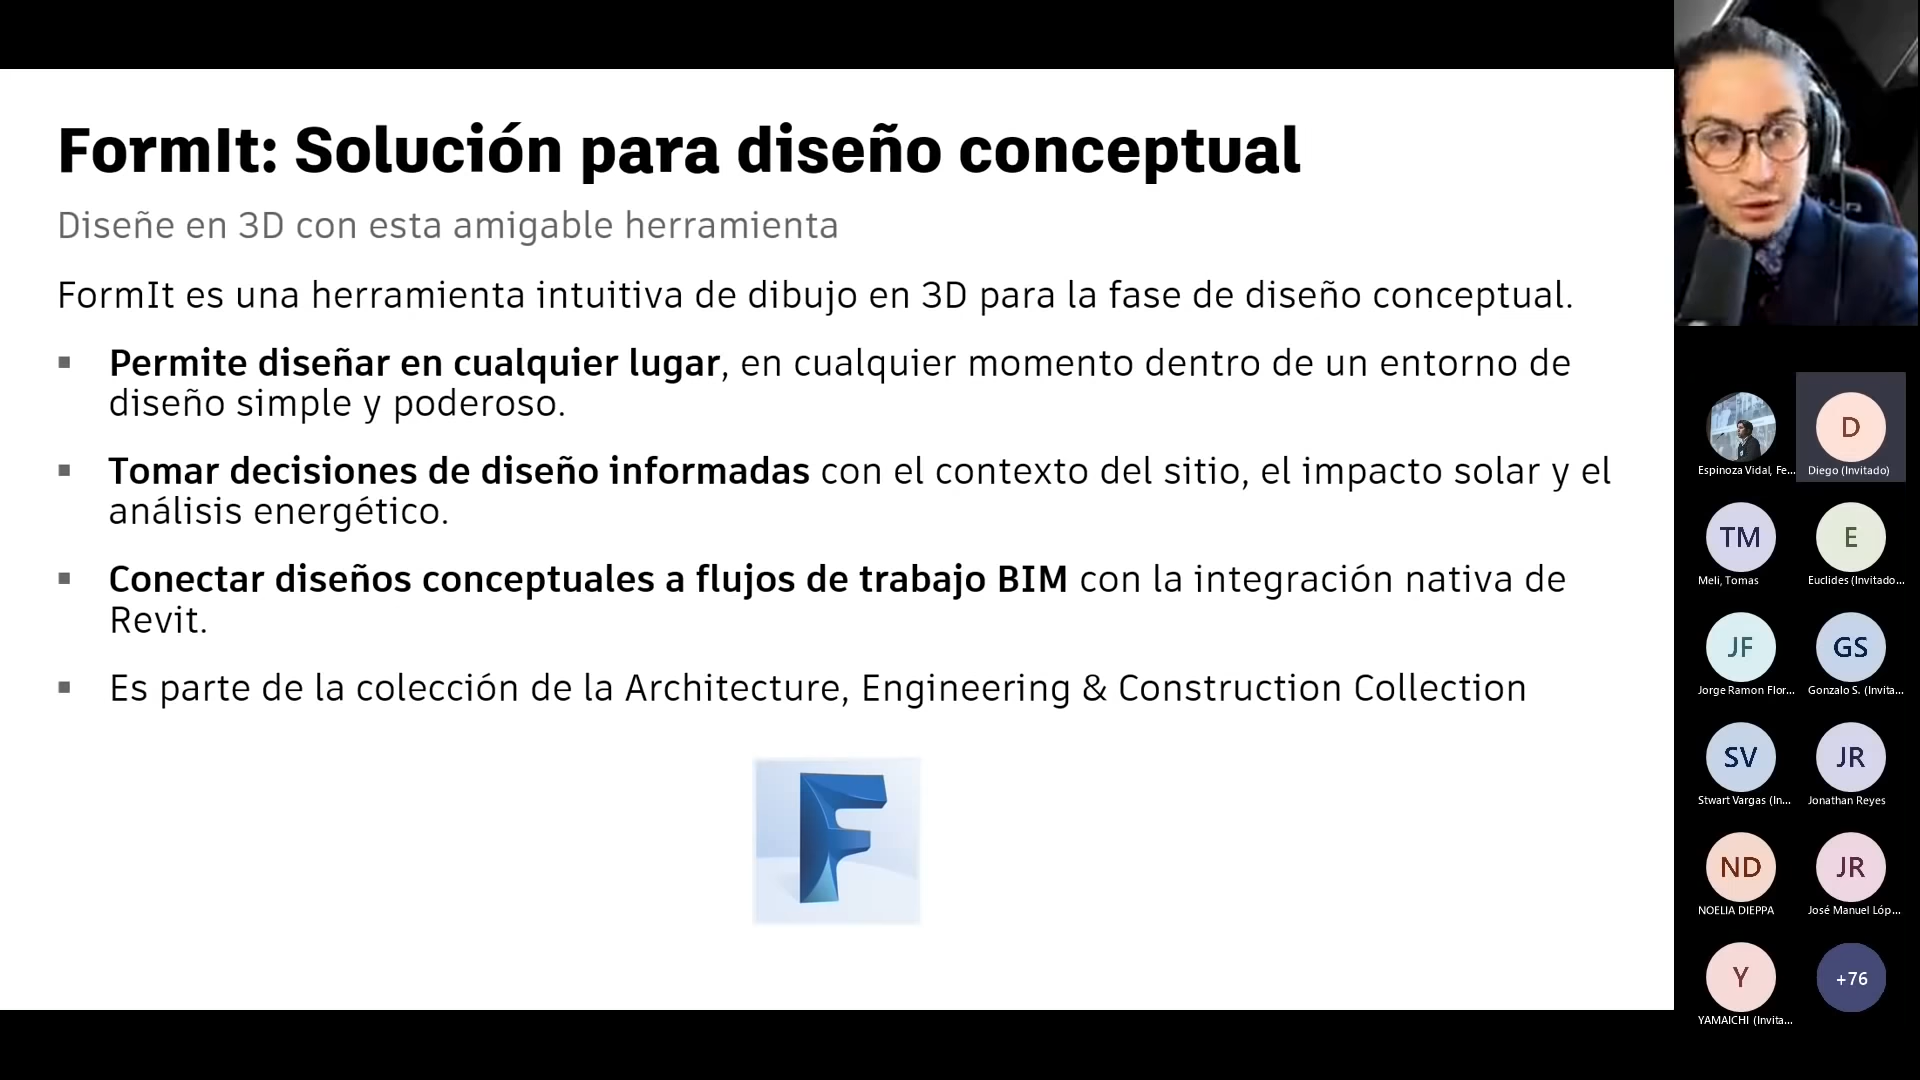 FormIt: Solución para diseño conceptual
Diseñe en 3D con esta amigable herramienta
FormIt es una herramienta intuitiva de dibujo en 3D para la fase de diseño conceptual.
▪ Permite diseñar en cualquier lugar, en cualquier momento dentro de un entorno de
diseño simple y poderoso.
▪ Tomar decisiones de diseño informadas con el contexto del sitio, el impacto solar y el
análisis energético.
▪ Conectar diseños conceptuales a flujos de trabajo BIM con la integración nativa de
Revit.
▪ Es parte de la colección de la Architecture, Engineering & Construction Collection
F
Espinoza Vidal, Fe...
D
Diego (Invitado)
TM
Meli, Tomas
E
Euclides (Invitado...
JF
Jorge Ramon Flor...
GS
Gonzalo S. (Invita...
SV
Stwart Vargas (In...
JR
Jonathan Reyes
ND
NOELIA DIEPPA
JR
José Manuel Lóp...
Y
YAMAICHI (Invita...
+76